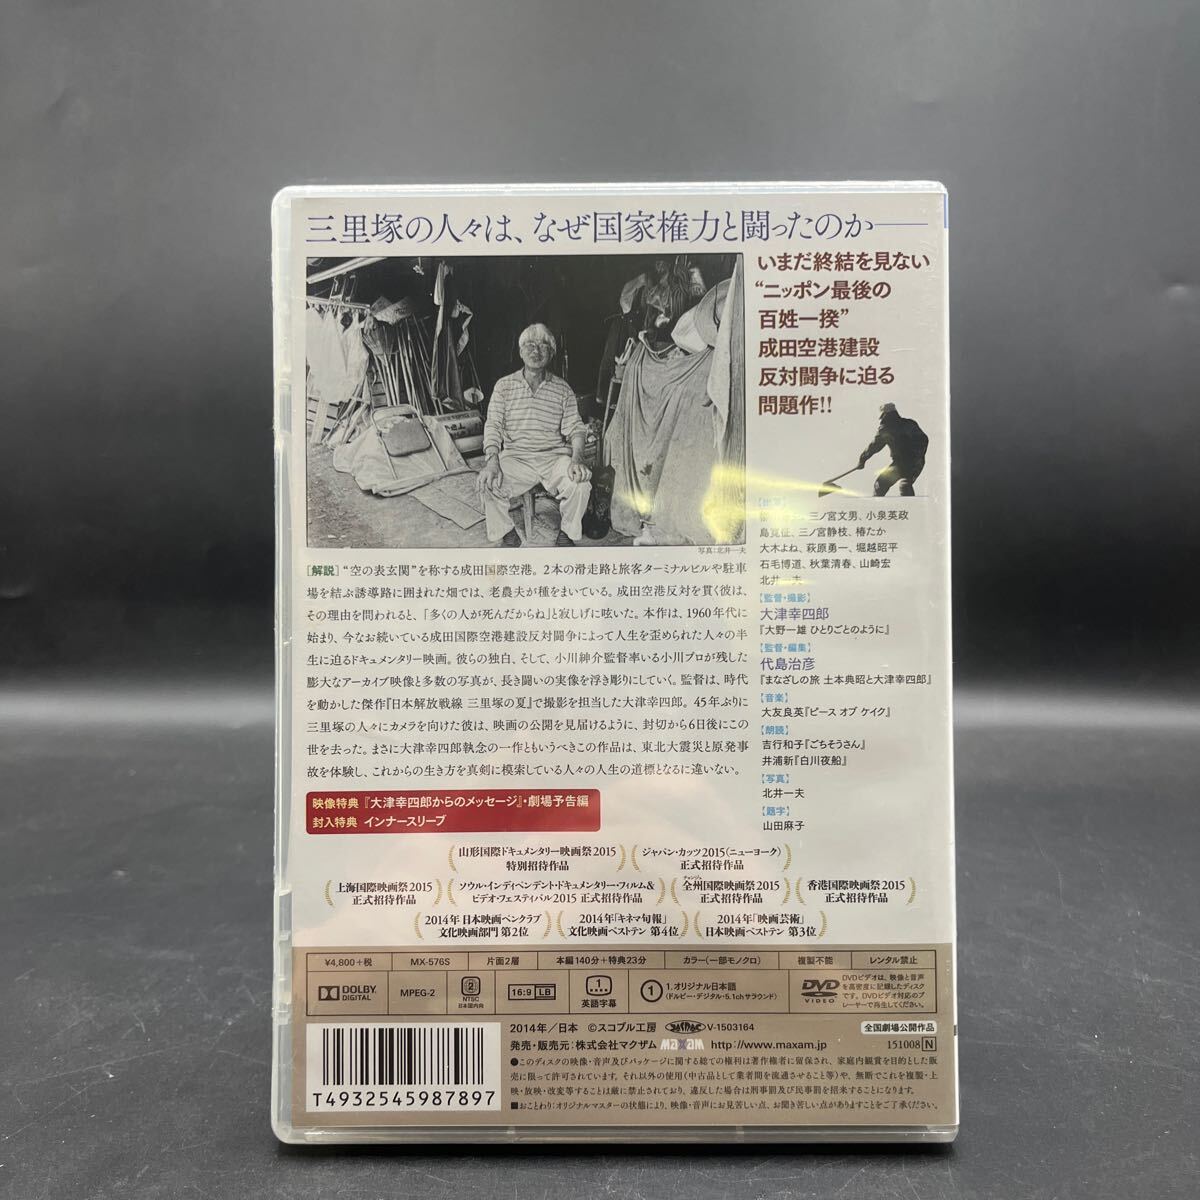 三里塚の人々は、なぜ国家権力と闘ったのか──
いまだ終結を見ない
“ニッポン最後の
百姓一揆”
成田空港建設
反対闘争に迫る
問題作!!
写真:北井一夫
三ノ宮文男、小泉英政
島寛征、三ノ宮静枝、椿たか
大木よね、萩原勇一、堀越昭平
石毛博道、秋葉清春、山崎宏
北井一夫
【監督・撮影】
大津幸四郎
『大野一雄 ひとりごとのように』
【監督・編集】
代島治彦
『まなざしの旅 土本典昭と大津幸四郎』
【音楽】
大友良英『ピース オブ ケイク』
【朗読】
吉行和子『ごちそうさん』
井浦新『白川夜船』
【写真】
北井一夫
【題字】
山田麻子
[解説]“空の表玄関”を称する成田国際空港。2本の滑走路と旅客ターミナルビルや駐車
場を結ぶ誘導路に囲まれた畑では、老農夫が種をまいている。成田空港反対を貫く彼は、
その理由を問われると、「多くの人が死んだからね」と寂しげに呟いた。本作は、1960年代に
始まり、今なお続いている成田国際空港建設反対闘争によって人生を歪められた人々の半
生に迫るドキュメンタリー映画。彼らの独白、そして、小川紳介監督率いる小川プロが残した
膨大なアーカイブ映像と多数の写真が、長き闘いの実像を浮き彫りにしていく。監督は、時代
を動かした傑作『日本解放戦線 三里塚の夏』で撮影を担当した大津幸四郎。45年ぶりに
三里塚の人々にカメラを向けた彼は、映画の公開を見届けるように、封切から6日後にこの
世を去った。まさに大津幸四郎執念の一作ともいうべきこの作品は、東北大震災と原発事
故を体験し、これからの生き方を真剣に模索している人々の人生の道標となるに違いない。
映像特典 『大津幸四郎からのメッセージ』・劇場予告編
封入特典 インナースリーブ
山形国際ドキュメンタリー映画祭2015
特別招待作品
ジャパン・カッツ2015(ニューヨーク)
正式招待作品
上海国際映画祭2015
正式招待作品
ソウル・インディペンデント・ドキュメンタリー・フィルム&
ビデオ・フェスティバル2015 正式招待作品
チョンジュ
全州国際映画祭2015
正式招待作品
香港国際映画祭2015
正式招待作品
2014年 日本映画ペンクラブ
文化映画部門 第2位
2014年「キネマ旬報」
文化映画ベストテン 第4位
2014年「映画芸術」
日本映画ベストテン 第3位
¥4,800+税 MX-576S 片面2層 本編140分+特典23分 カラー(一部モノクロ) 複製不能 レンタル禁止
DOLBY
DIGITAL
MPEG-2
2
NTSC
日本国内向
16:9 LB
1
英語字幕
1 1.オリジナル日本語
(ドルビー・デジタル・5.1chサラウンド)
DVD
VIDEO
DVDビデオは、映像と音声
を高密度に記録したディスク
です。DVDビデオ対応のプレ
ーヤーで再生してください。
2014年/日本 ©スコブル工房 V-1503164
全国劇場公開作品
発売・販売元:株式会社マクザム maxam http://www.maxam.jp
151008 N
●このディスクの映像・音声及びパッケージに関する総ての権利は著作権者に留保され、家庭内観賞を目的とした販
売に限って許可されています。それ以外の使用(中古品として業者間を流通させること等)や、無断でこれを複製・上
映・放映・改変等することは厳に禁止されており、違反した場合は刑事罰及び民事罰を招来することになります。
■おことわり:オリジナルマスターの状態により、映像・音声にお見苦しい点、お聞き苦しい点がありますことをご了承ください。
T4932545987897